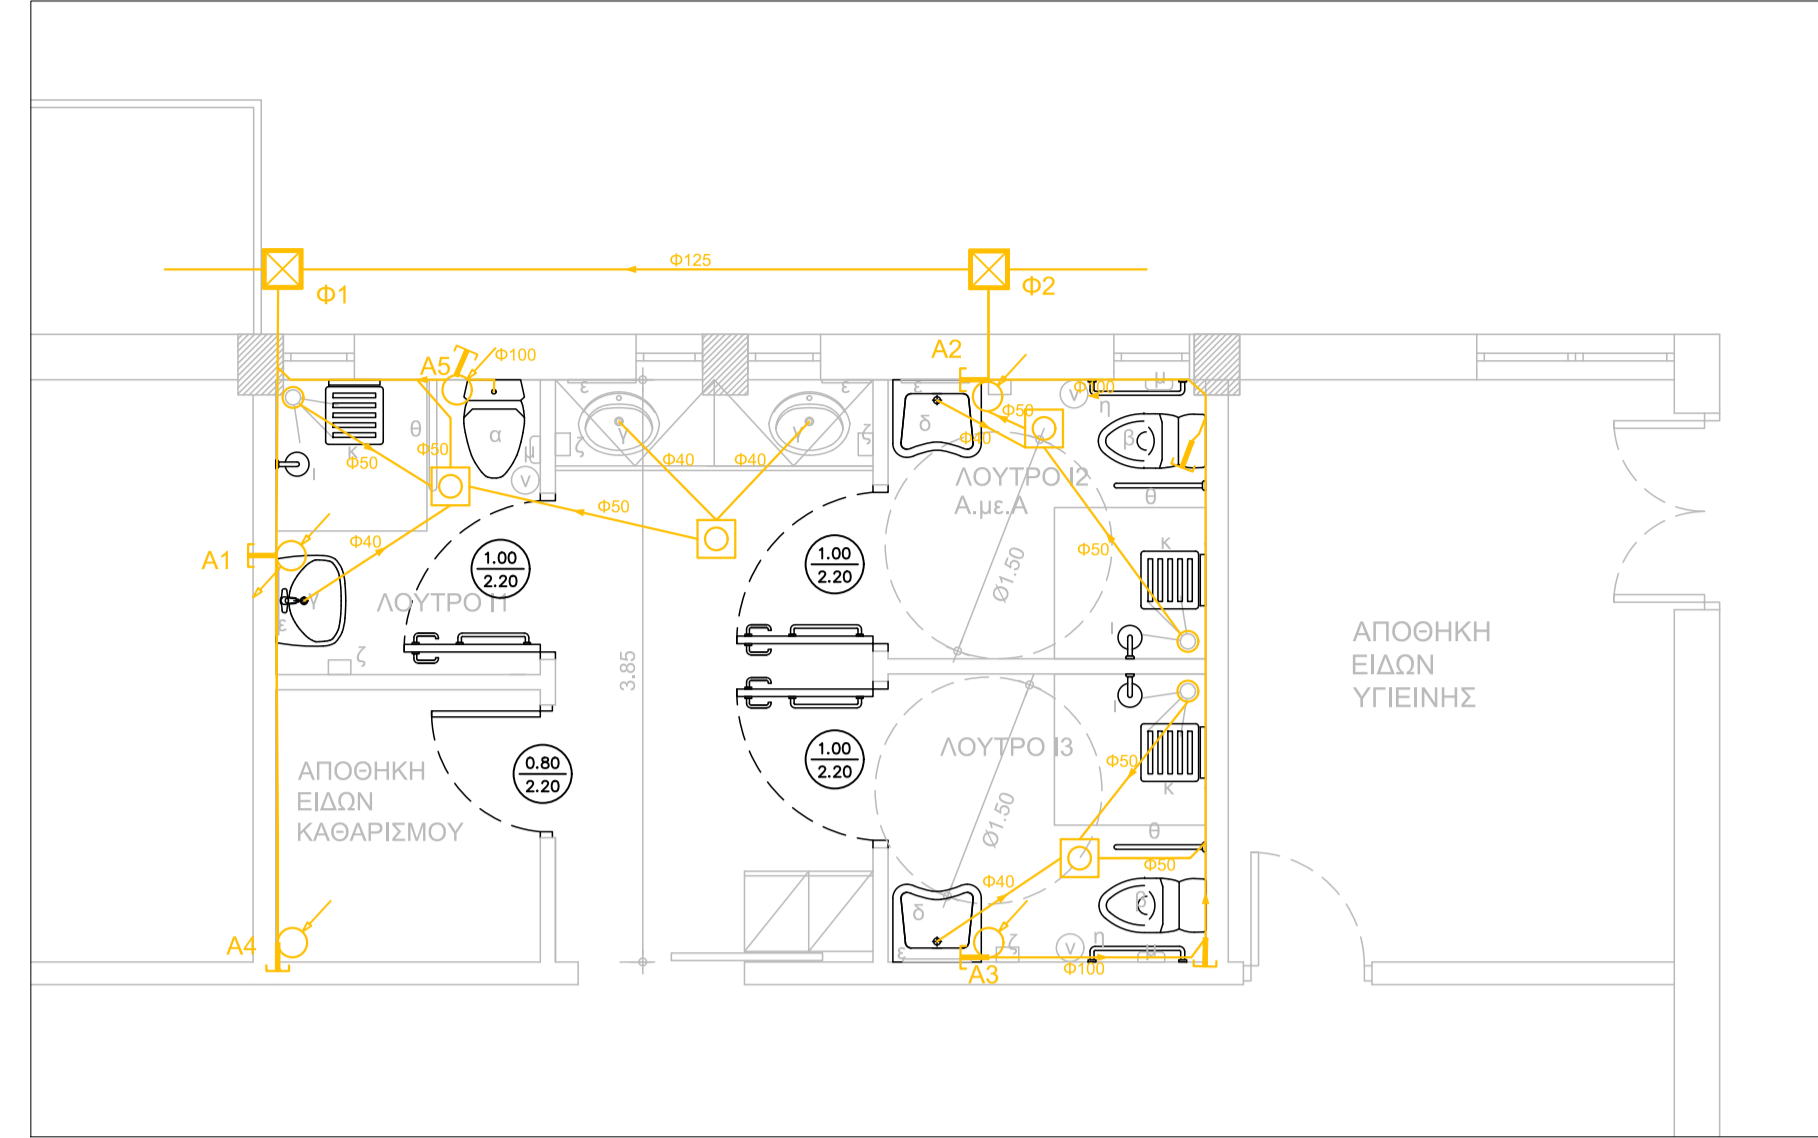 Φ125
Φ1
Φ2
A5
Φ100
A2
ε
ε
ε
μ
Φ100
ν
η
Φ50
θ
γ
γ
δ
Φ40
β
α
ζ
ζ
μ
κ
Φ50
Φ50
Φ40
Φ40
ν
ΛΟΥΤΡΟ Ι2
Α.με.Α
θ
Φ50
Ι
A1
Φ40
1.00
2.20
1.00
2.20
Φ50
κ
Ø1.50
γ
ΛΟΥΤΡΟ Ι1
ε
ζ
Ι
3.85
ΑΠΟΘΗΚΗ
ΕΙΔΩΝ
ΥΓΙΕΙΝΗΣ
Ι
ΛΟΥΤΡΟ Ι3
1.00
2.20
Φ50
0.80
2.20
κ
ΑΠΟΘΗΚΗ
ΕΙΔΩΝ
ΚΑΘΑΡΙΣΜΟΥ
Ø1.50
θ
Φ50
Φ40
δ
β
A4
ε
ζ
ν
η
μ
A3
Φ100